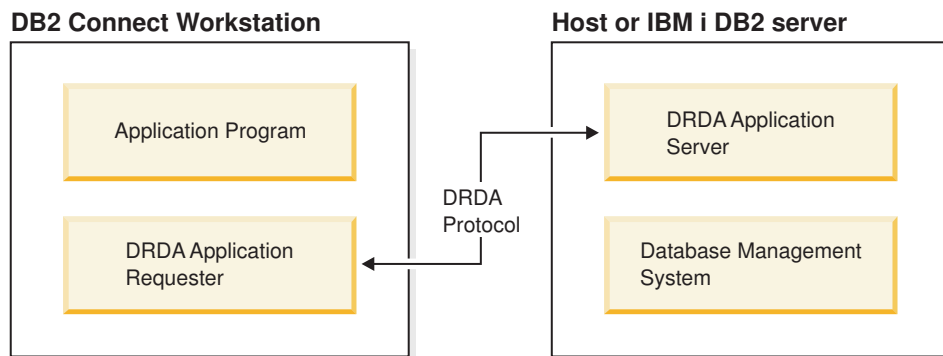 DB2 Connect Workstation
Host or IBM i DB2 server
Application Program
DRDA Application
Requester
DRDA
Protocol
DRDA Application
Server
Database Management
System